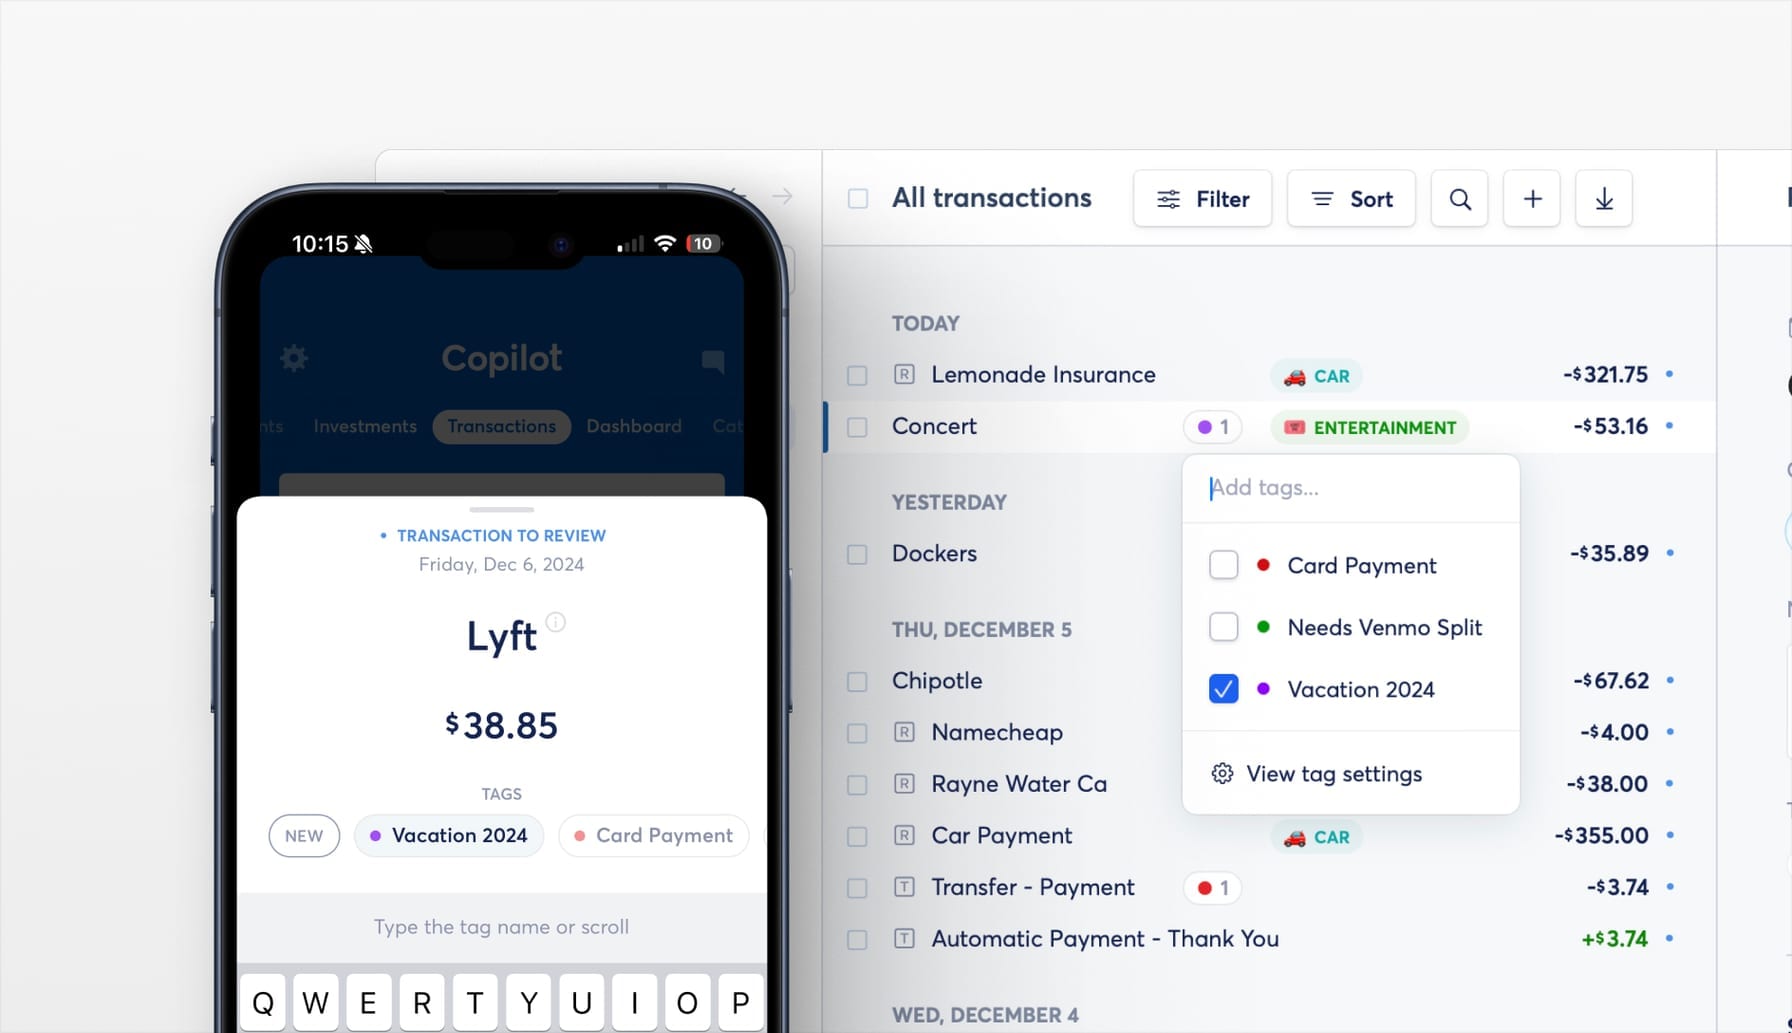 10:15
10
Copilot
nts Investments Transactions Dashboard Cat
TRANSACTION TO REVIEW
Friday, Dec 6, 2024
Lyft
$38.85
TAGS
NEW Vacation 2024 Card Payment
Type the tag name or scroll
Q W E R T Y U I O P
All transactions Filter Sort
TODAY
R Lemonade Insurance CAR -$321.75
Concert 1 ENTERTAINMENT -$53.16
YESTERDAY
Dockers -$35.89
THU, DECEMBER 5
Chipotle -$67.62
R Namecheap -$4.00
R Rayne Water Ca -$38.00
R Car Payment CAR -$355.00
T Transfer - Payment 1 -$3.74
T Automatic Payment - Thank You +$3.74
WED, DECEMBER 4
Add tags...
Card Payment
Needs Venmo Split
Vacation 2024
View tag settings